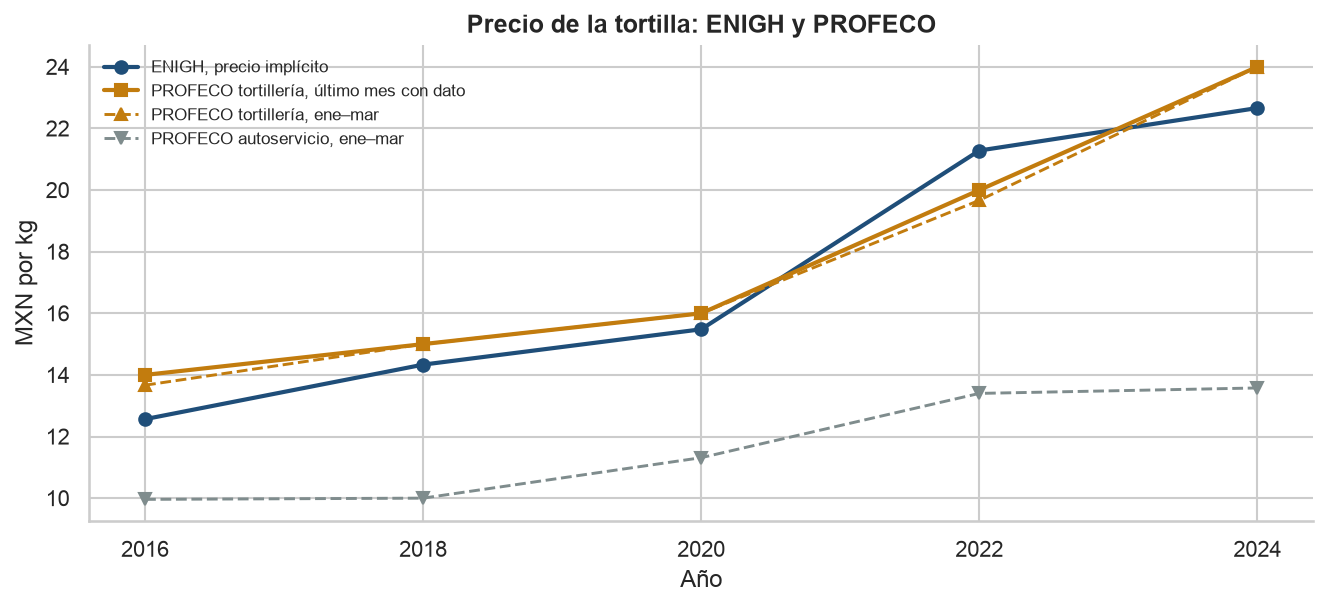 Precio de la tortilla: ENIGH y PROFECO
ENIGH, precio implícito
PROFECO tortillería, último mes con dato
PROFECO tortillería, ene–mar
PROFECO autoservicio, ene–mar
MXN por kg
24
22
20
18
16
14
12
10
2016 2018 2020 2022 2024
Año